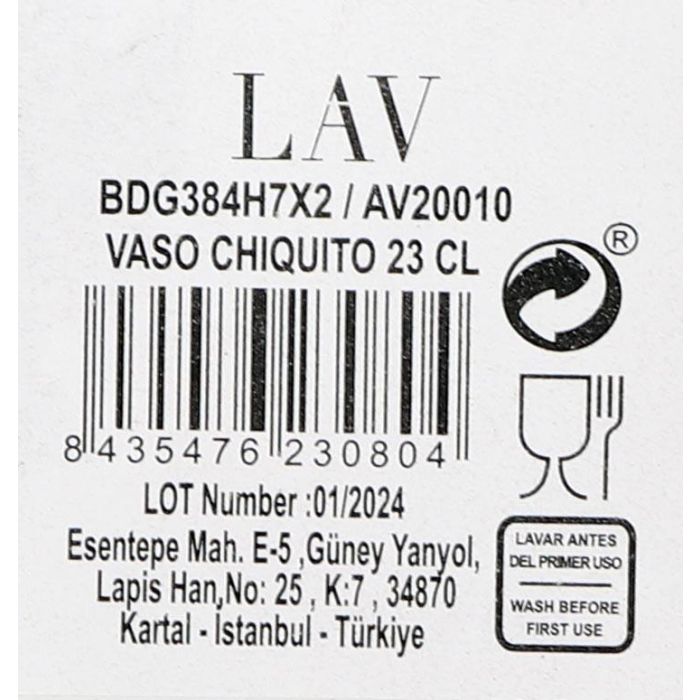 LAV
BDG384H7X2 / AV20010
VASO CHIQUITO 23 CL
®
8 435476 230804
LOT Number :01/2024
Esentepe Mah. E-5 ,Güney Yanyol,
Lapis Han,No: 25 , K:7 , 34870
Kartal - İstanbul - Türkiye
LAVAR ANTES
DEL PRIMER USO
WASH BEFORE
FIRST USE